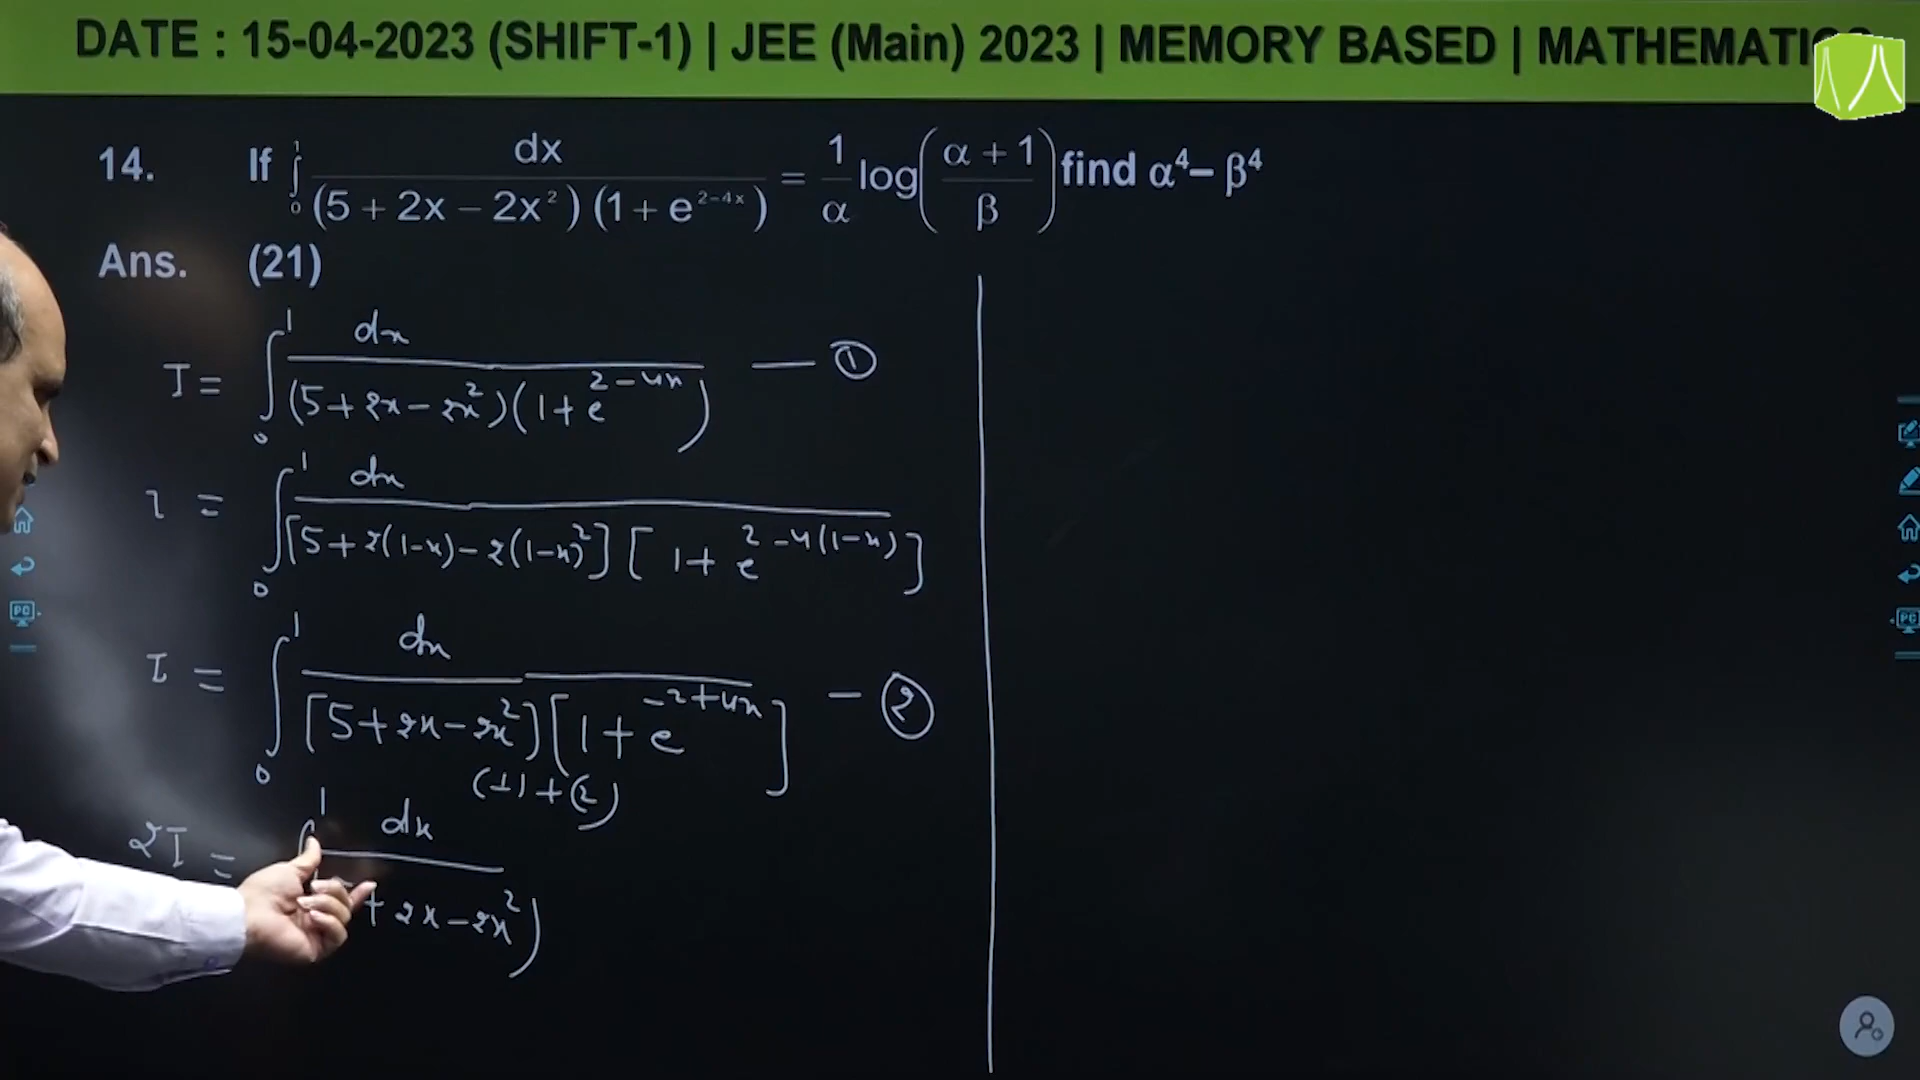 DATE : 15-04-2023 (SHIFT-1) | JEE (Main) 2023 | MEMORY BASED | MATHEMATICS
14. If ∫₀¹ dx / ((5 + 2x – 2x²)(1 + e^(2–4x))) = 1/α log((α + 1)/β) find α⁴– β⁴
Ans. (21)
I = ∫₀¹ dx / ((5+2x-2x²)(1+e^(2-4x))) — ①
I = ∫₀¹ dx / ([5+2(1-x)-2(1-x)²][1+e^(2-4(1-x))])
I = ∫₀¹ dx / ([5+2x-2x²][1+e^(-2+4x)]) — ②
(1)+(2)
2I = ∫ ¹ dx / ( + 2x-2x²)
PC
PC